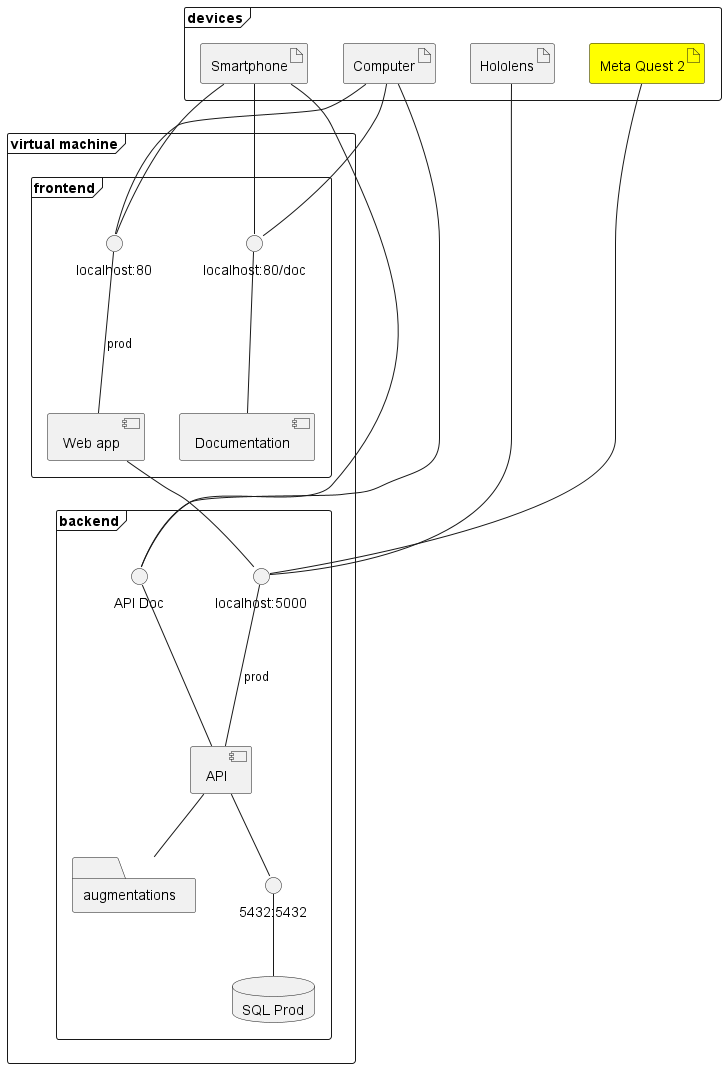 devices
Smartphone
Computer
Hololens
Meta Quest 2
virtual machine
frontend
localhost:80
localhost:80/doc
prod
Web app
Documentation
backend
API Doc
localhost:5000
prod
API
augmentations
5432:5432
SQL Prod